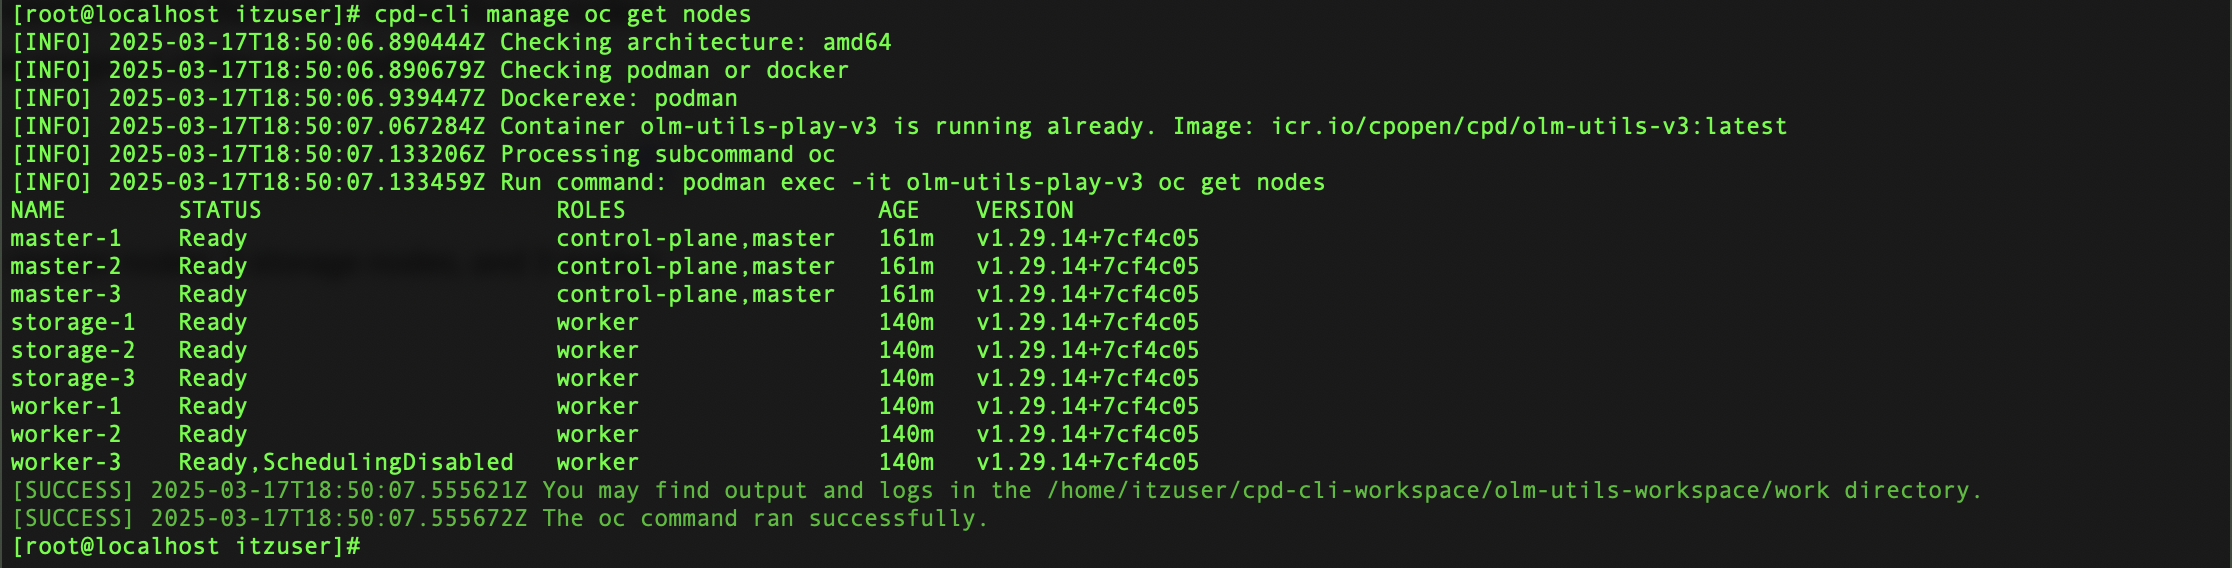 [root@localhost itzuser]# cpd-cli manage oc get nodes
[INFO] 2025-03-17T18:50:06.890444Z Checking architecture: amd64
[INFO] 2025-03-17T18:50:06.890679Z Checking podman or docker
[INFO] 2025-03-17T18:50:06.939447Z Dockerexe: podman
[INFO] 2025-03-17T18:50:07.067284Z Container olm-utils-play-v3 is running already. Image: icr.io/cpopen/cpd/olm-utils-v3:latest
[INFO] 2025-03-17T18:50:07.133206Z Processing subcommand oc
[INFO] 2025-03-17T18:50:07.133459Z Run command: podman exec -it olm-utils-play-v3 oc get nodes
NAME        STATUS                     ROLES                  AGE    VERSION
master-1    Ready                      control-plane,master   161m   v1.29.14+7cf4c05
master-2    Ready                      control-plane,master   161m   v1.29.14+7cf4c05
master-3    Ready                      control-plane,master   161m   v1.29.14+7cf4c05
storage-1   Ready                      worker                 140m   v1.29.14+7cf4c05
storage-2   Ready                      worker                 140m   v1.29.14+7cf4c05
storage-3   Ready                      worker                 140m   v1.29.14+7cf4c05
worker-1    Ready                      worker                 140m   v1.29.14+7cf4c05
worker-2    Ready                      worker                 140m   v1.29.14+7cf4c05
worker-3    Ready,SchedulingDisabled   worker                 140m   v1.29.14+7cf4c05
[SUCCESS] 2025-03-17T18:50:07.555621Z You may find output and logs in the /home/itzuser/cpd-cli-workspace/olm-utils-workspace/work directory.
[SUCCESS] 2025-03-17T18:50:07.555672Z The oc command ran successfully.
[root@localhost itzuser]#